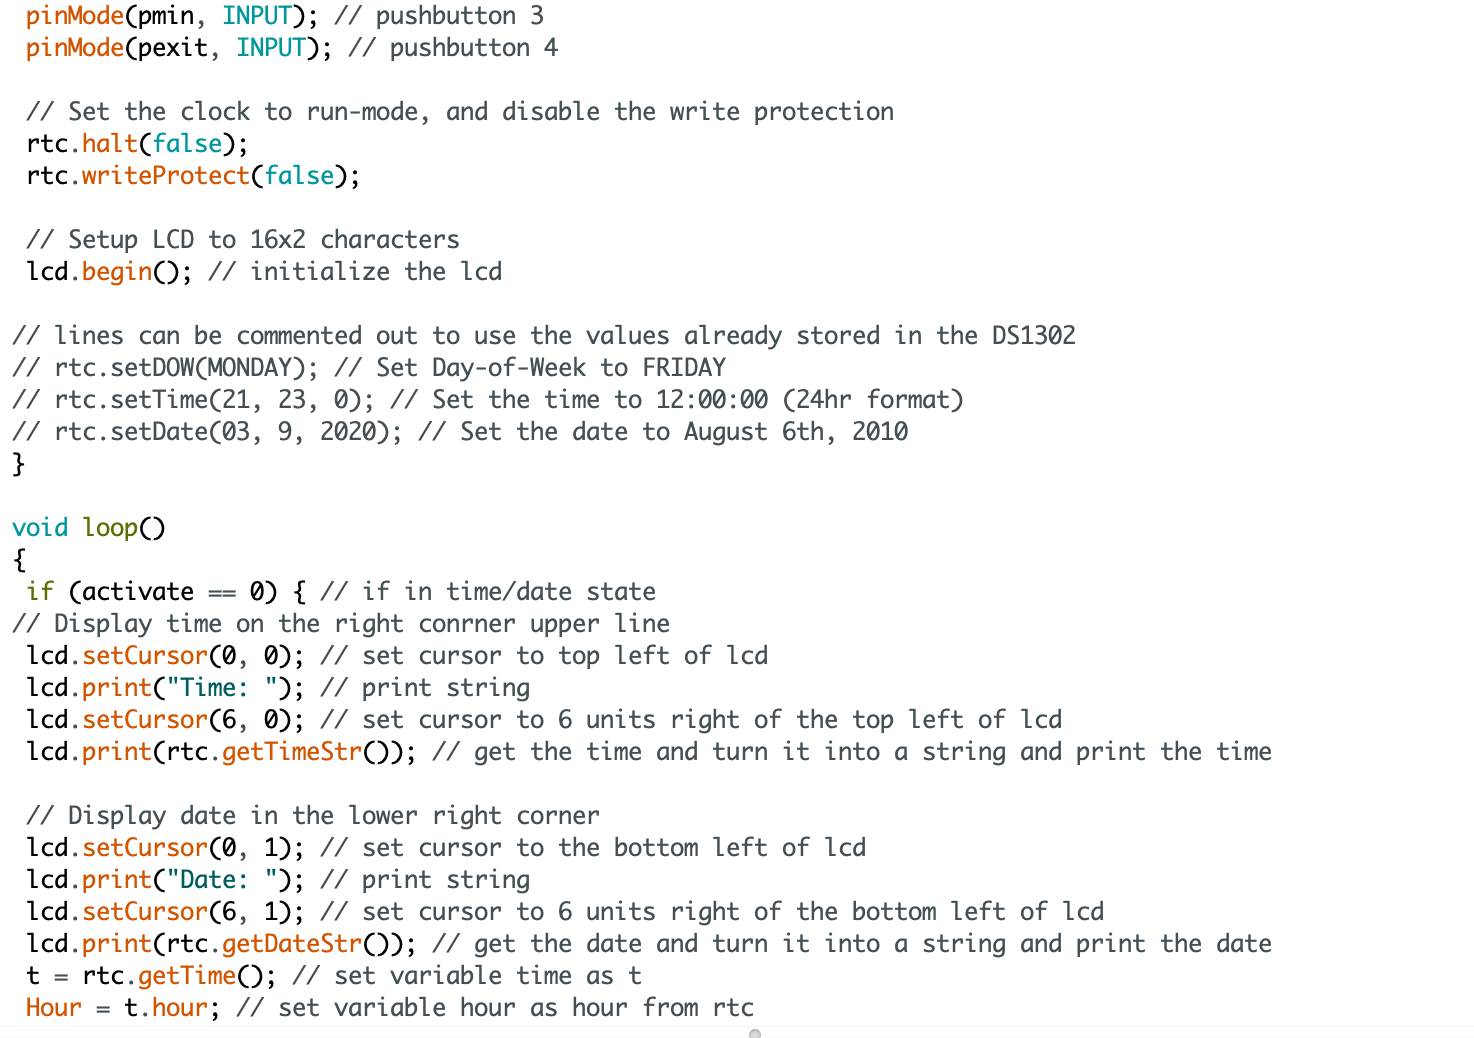 pinMode(pmin, INPUT); // pushbutton 3
pinMode(pexit, INPUT); // pushbutton 4
// Set the clock to run-mode, and disable the write protection
rtc.halt(false);
rtc.writeProtect(false);
// Setup LCD to 16x2 characters
lcd.begin(); // initialize the lcd
// lines can be commented out to use the values already stored in the DS1302
// rtc.setDOW(MONDAY); // Set Day-of-Week to FRIDAY
// rtc.setTime(21, 23, 0); // Set the time to 12:00:00 (24hr format)
// rtc.setDate(03, 9, 2020); // Set the date to August 6th, 2010
}
void loop()
{
if (activate == 0) { // if in time/date state
// Display time on the right conrner upper line
lcd.setCursor(0, 0); // set cursor to top left of lcd
lcd.print("Time: "); // print string
lcd.setCursor(6, 0); // set cursor to 6 units right of the top left of lcd
lcd.print(rtc.getTimeStr()); // get the time and turn it into a string and print the time
// Display date in the lower right corner
lcd.setCursor(0, 1); // set cursor to the bottom left of lcd
lcd.print("Date: "); // print string
lcd.setCursor(6, 1); // set cursor to 6 units right of the bottom left of lcd
lcd.print(rtc.getDateStr()); // get the date and turn it into a string and print the date
t = rtc.getTime(); // set variable time as t
Hour = t.hour; // set variable hour as hour from rtc